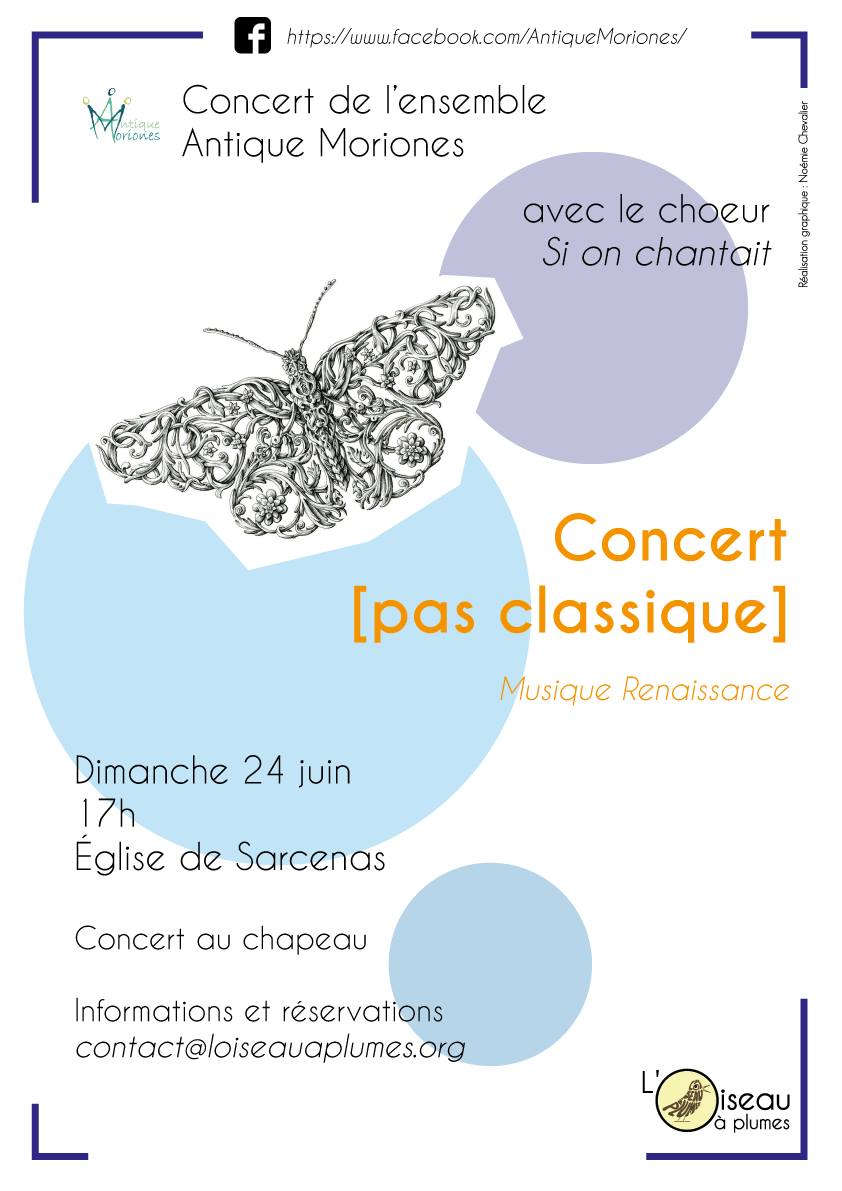 https://www.facebook.com/AntiqueMoriones/
Antique
Moriones
Concert de l'ensemble
Antique Moriones
Réalisation graphique : Noémie Chevalier
avec le choeur
Si on chantait
Concert
[pas classique]
Musique Renaissance
Dimanche 24 juin
17h
Église de Sarcenas
Concert au chapeau
Informations et réservations
contact@loiseauaplumes.org
L'Oiseau
à plumes